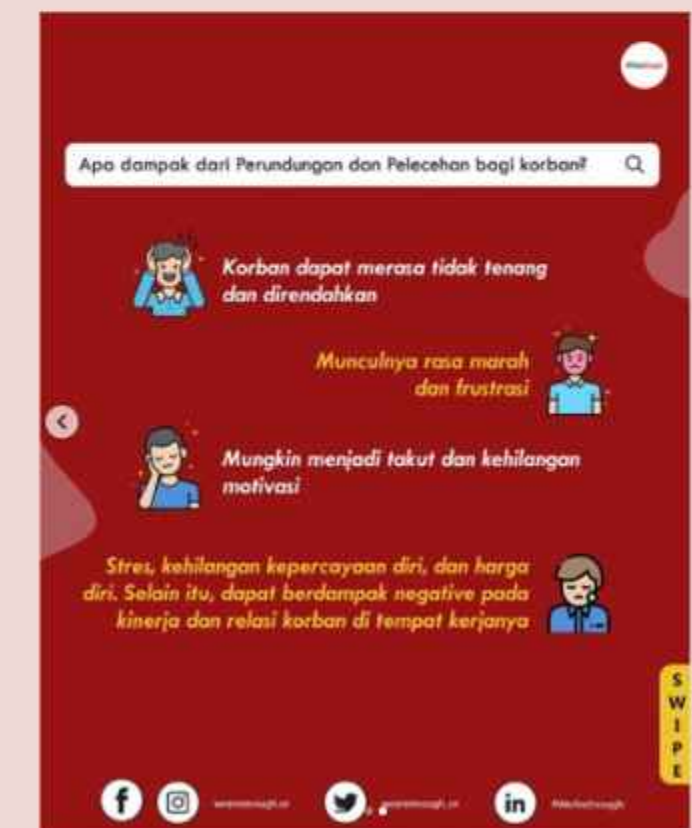 Apa dampak dari Perundungan dan Pelecehan bagi korban?
Korban dapat merasa tidak tenang
dan direndahkan
Munculnya rasa marah
dan frustrasi
Mungkin menjadi takut dan kehilangan
motivasi
Stres, kehilangan kepercayaan diri, dan harga
diri. Selain itu, dapat berdampak negative pada
kinerja dan relasi korban di tempat kerjanya
SWIPE
f
in